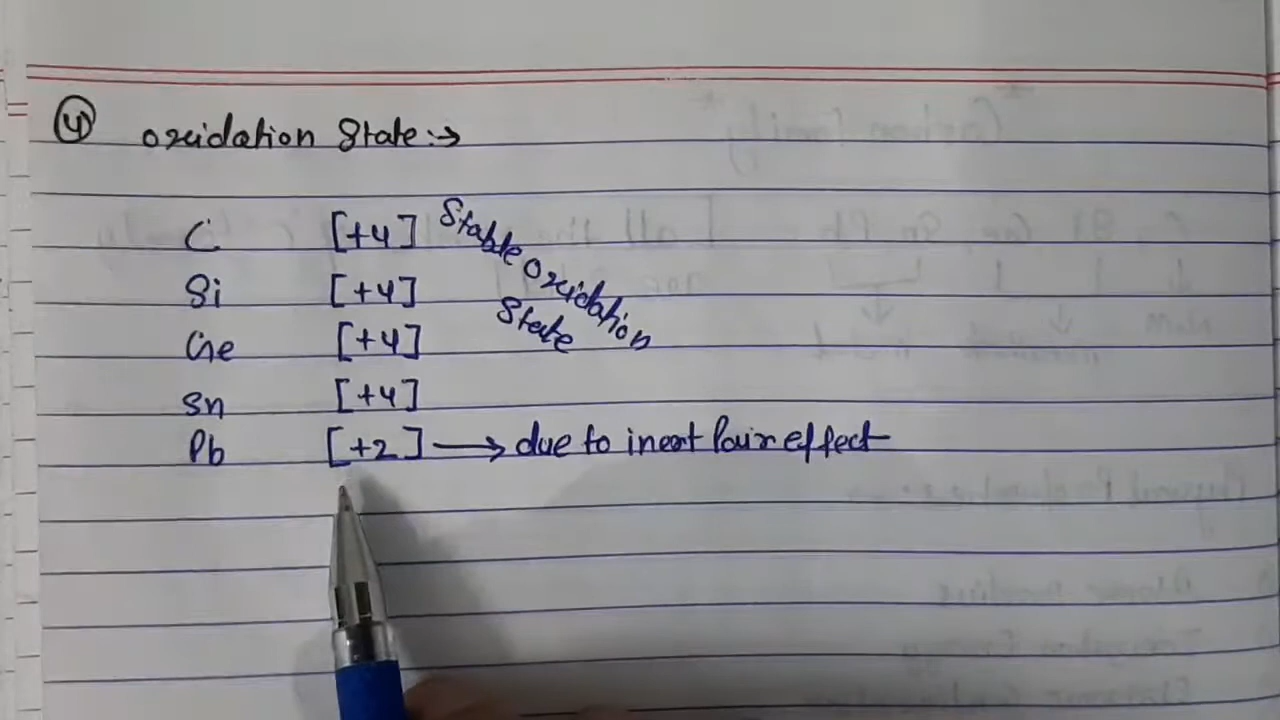 ④ Oxidation State:→
C [+4] Stable Oxidation State
Si [+4]
Ge [+4]
Sn [+4]
Pb [+2] → due to inert Pair effect